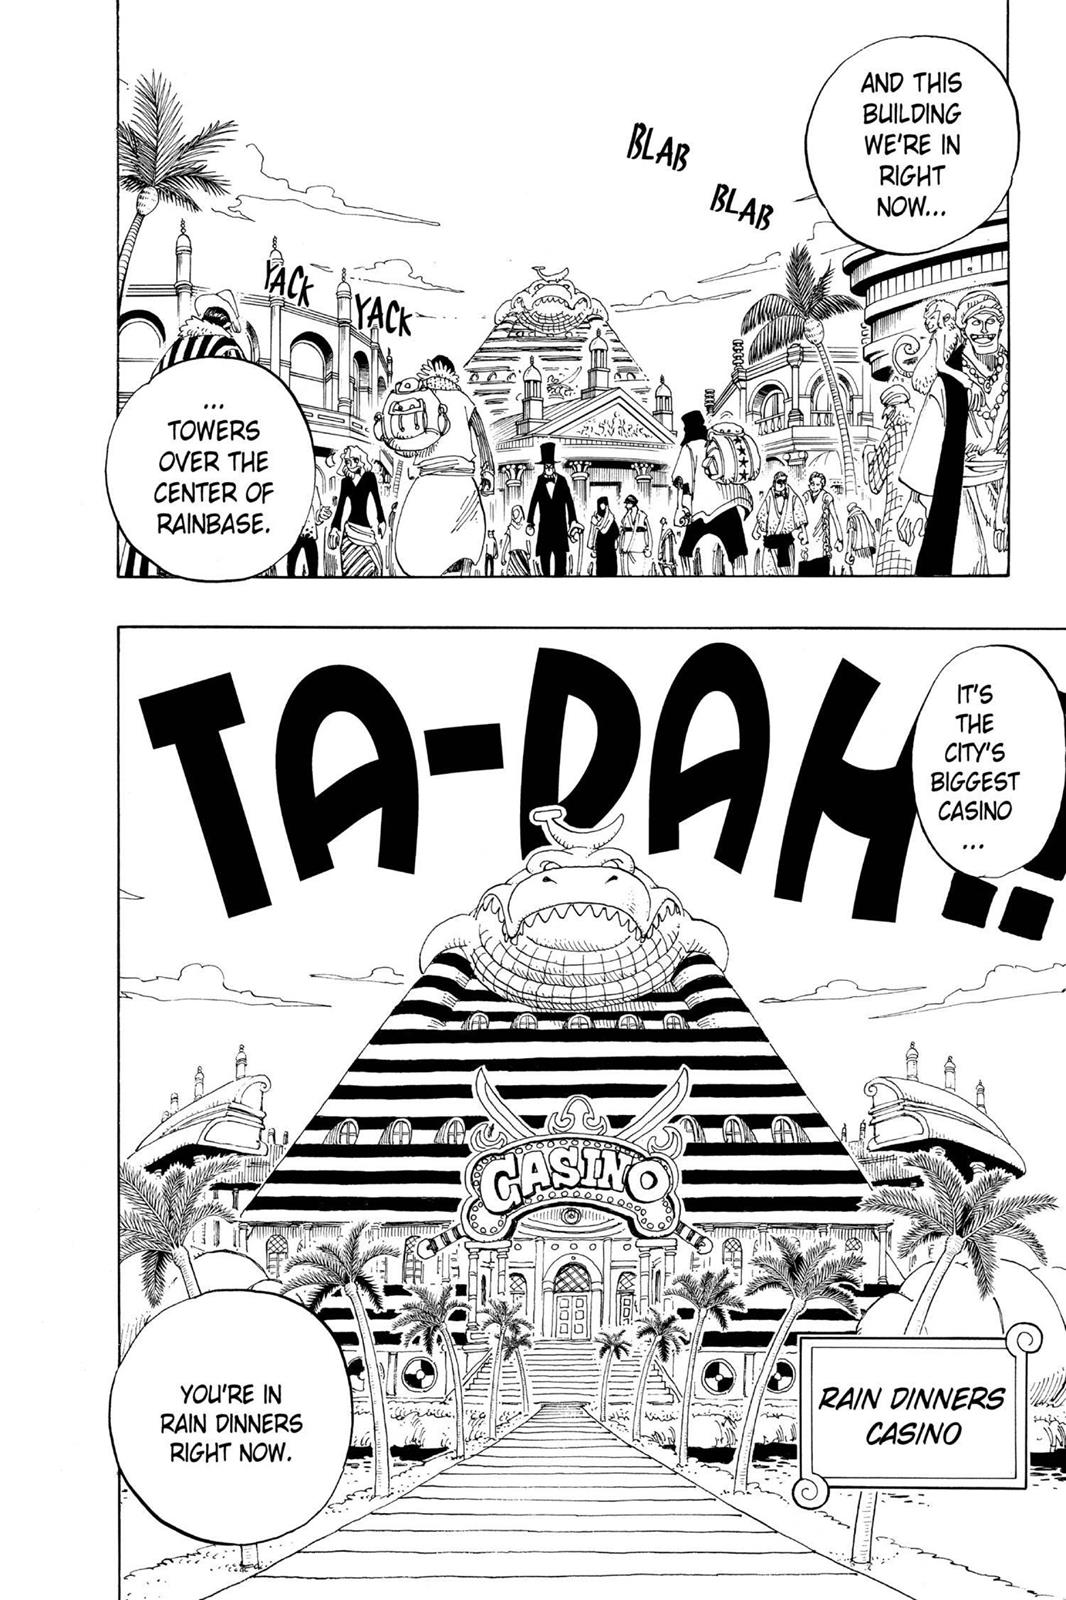 AND THIS
BUILDING
WE'RE IN
RIGHT
NOW...
BLAB
BLAB
YACK
YACK
...
TOWERS
OVER THE
CENTER OF
RAINBASE.
TA-DAH!!
IT'S
THE
CITY'S
BIGGEST
CASINO
...
CASINO
YOU'RE IN
RAIN DINNERS
RIGHT NOW.
RAIN DINNERS
CASINO